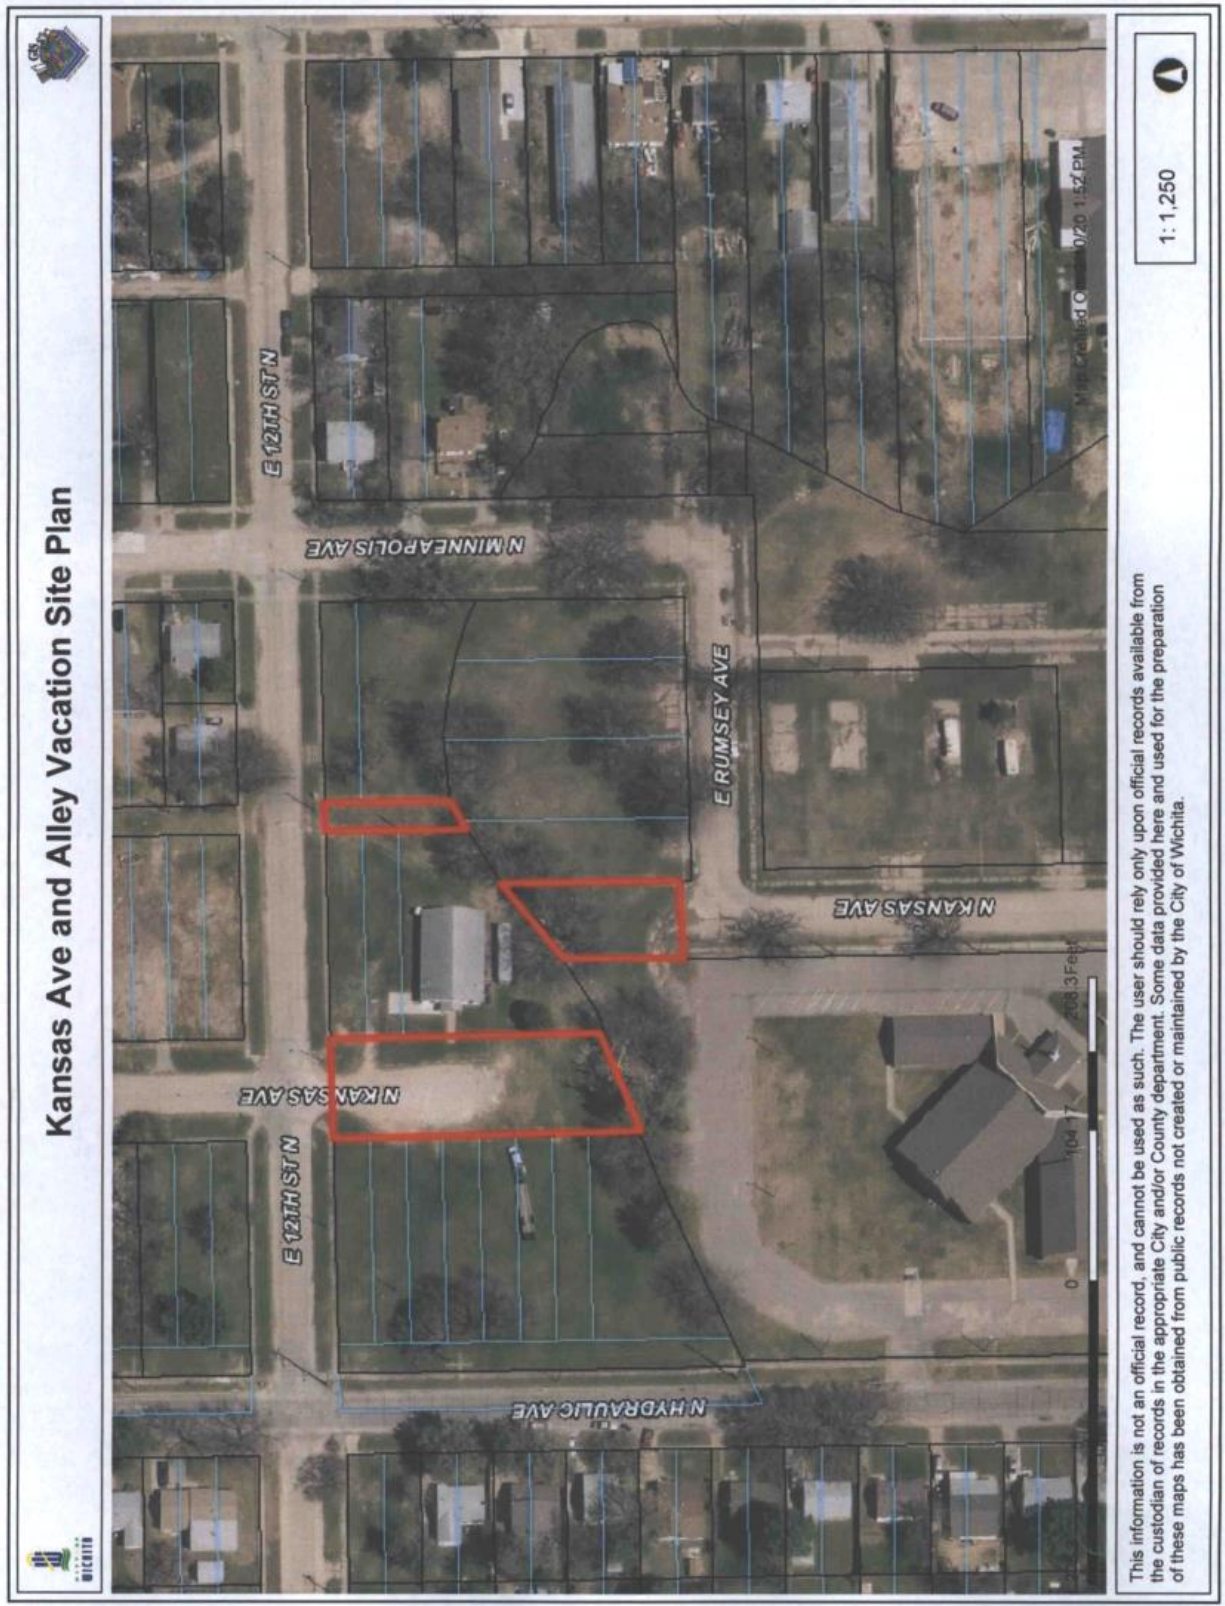 Kansas Ave and Alley Vacation Site Plan
WICHITA
GIS
E 12TH ST N
E 12TH ST N
N MINNEAPOLIS AVE
E RUMSEY AVE
N KANSAS AVE
N KANSAS AVE
N HYDRAULIC AVE
0 104.17 208.3 Feet
1: 1,250
This information is not an official record, and cannot be used as such. The user should rely only upon official records available from
the custodian of records in the appropriate City and/or County department. Some data provided here and used for the preparation
of these maps has been obtained from public records not created or maintained by the City of Wichita.